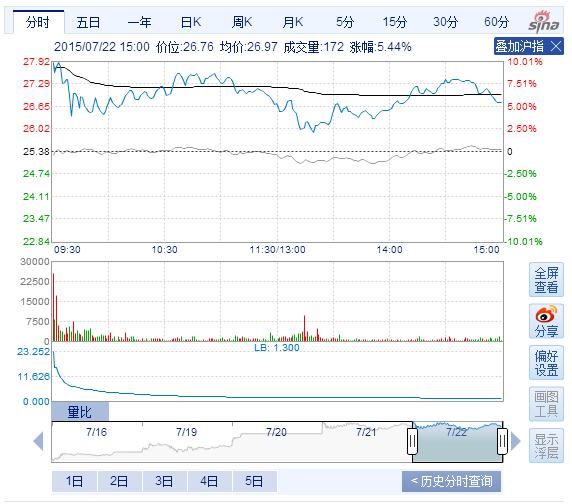 分时 五日 一年 日K 周K 月K 5分 15分 30分 60分
sina
2015/07/22 15:00 价位:26.76 均价:26.97 成交量:172 涨幅:5.44% 叠加沪指
27.92 10.01%
27.29 7.51%
26.65 5.00%
26.02 2.50%
25.38 0
24.74 -2.50%
24.11 -5.00%
23.47 -7.51%
22.84 -10.01%
09:30 10:30 11:30/13:00 14:00 15:00
30000
22500
15000
7500
0
LB: 1.300
23.252
11.626
0.000
量比
7/16 7/19 7/20 7/21 7/22
1日 2日 3日 4日 5日 <历史分时查询
全屏
查看
分享
偏好
设置
画图
工具
显示
浮层